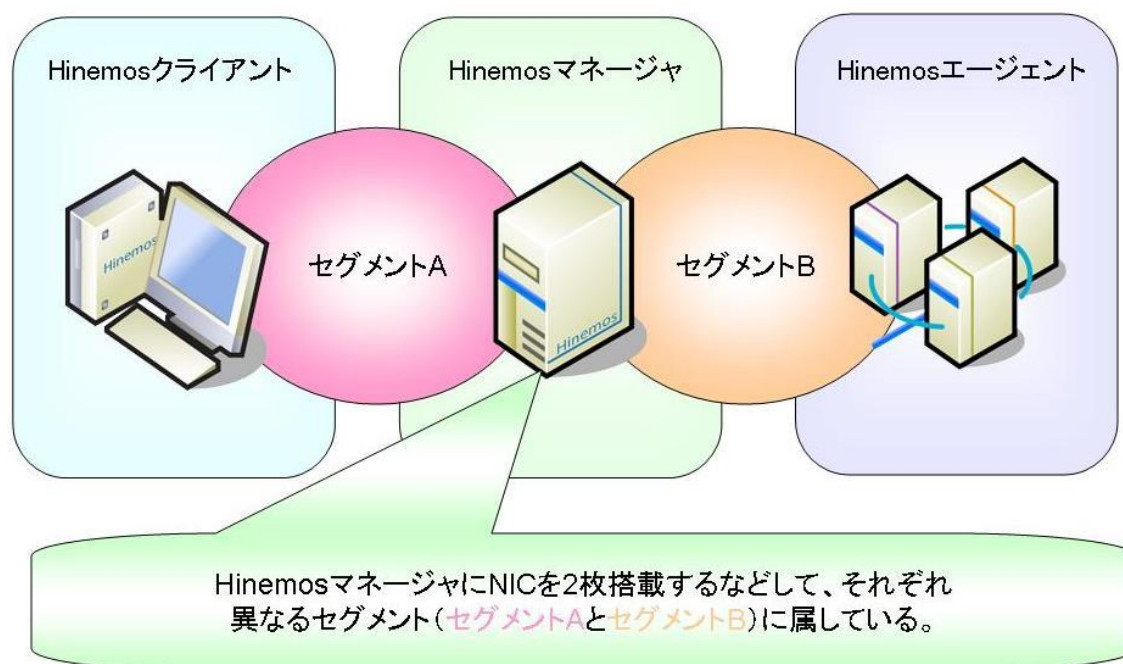 Hinemosクライアント
Hinemosマネージャ
Hinemosエージェント
Hinemos
セグメントA
Hinemos
セグメントB
HinemosマネージャにNICを2枚搭載するなどして、それぞれ
異なるセグメント(セグメントAとセグメントB)に属している。